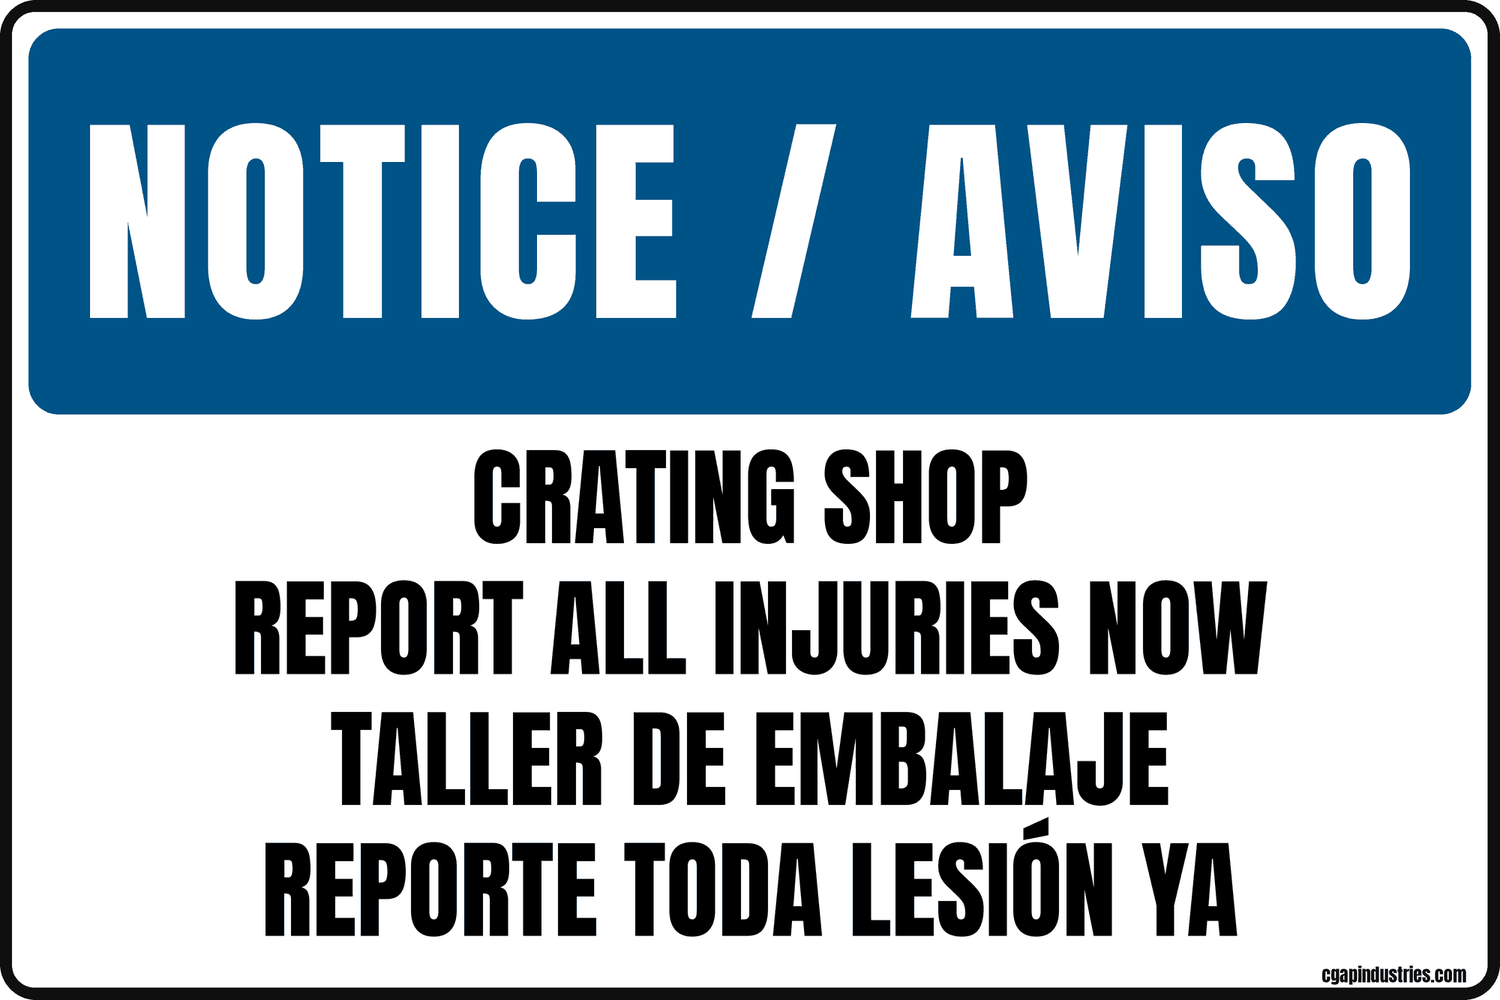 NOTICE / AVISO
CRATING SHOP
REPORT ALL INJURIES NOW
TALLER DE EMBALAJE
REPORTE TODA LESIÓN YA
cgapindustries.com